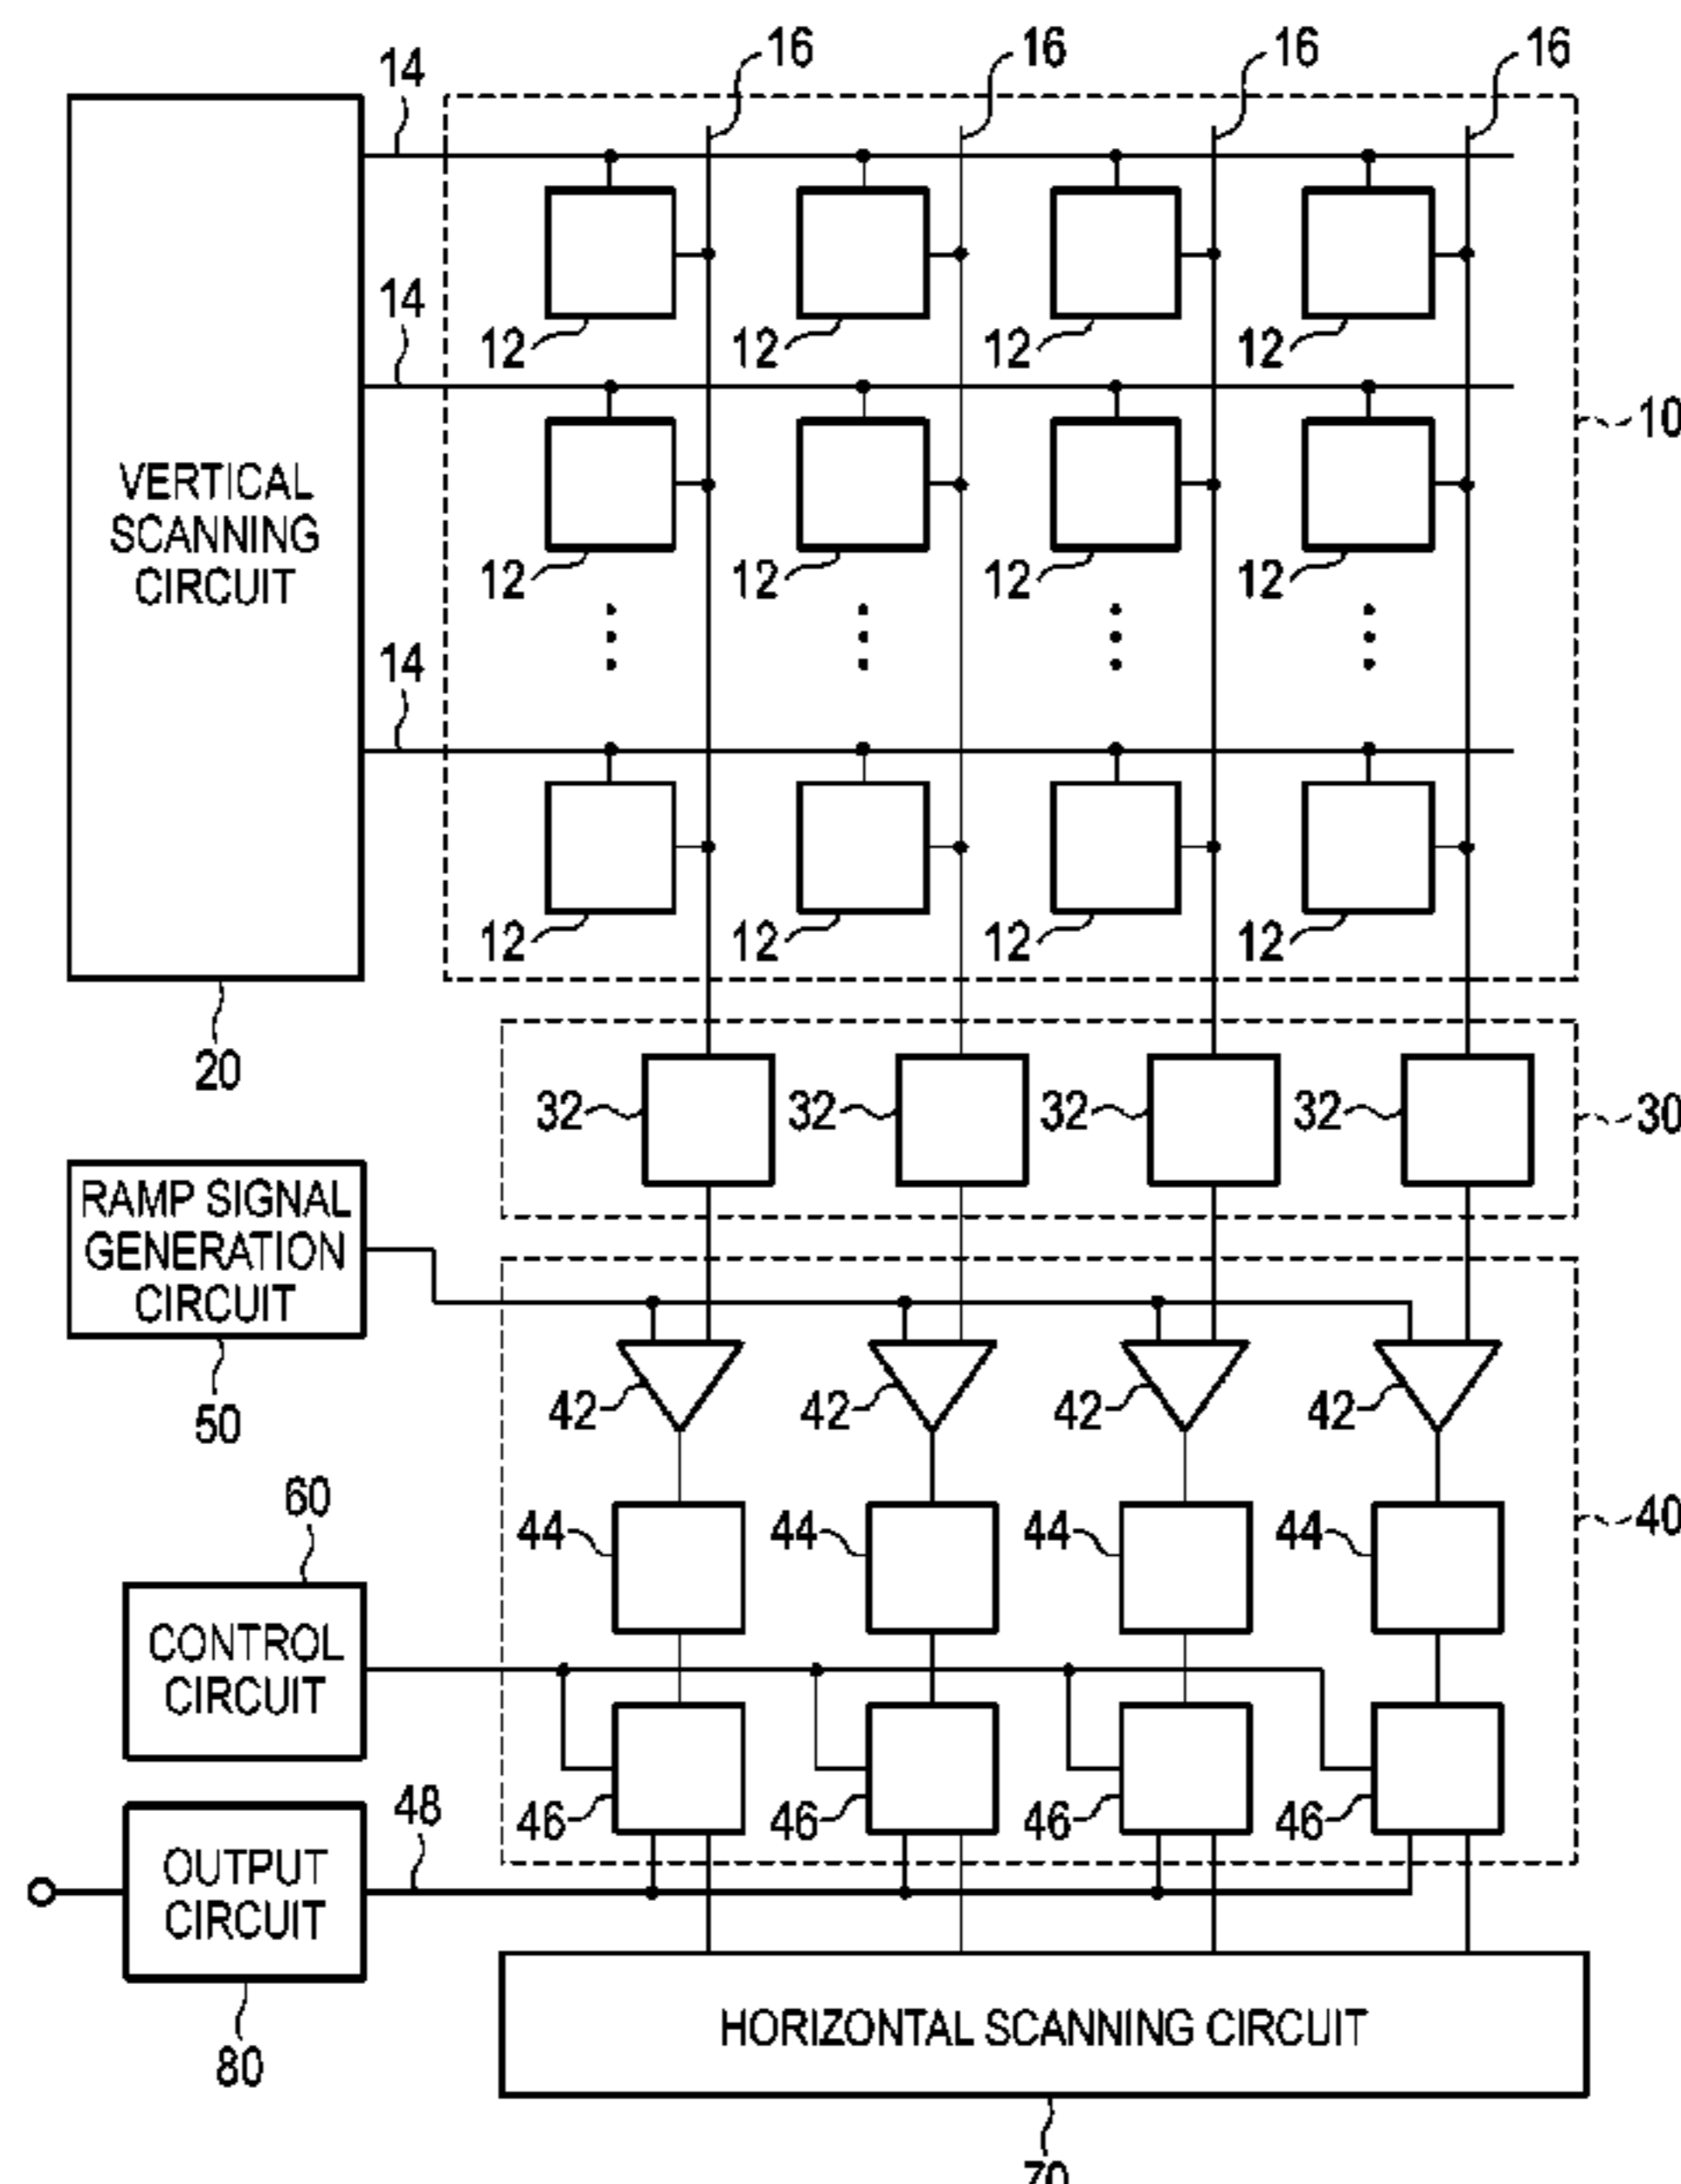 16 16 16 16
14
12 12 12 12
14
10
VERTICAL
SCANNING
CIRCUIT
12 12 12 12
14
12 12 12 12
20
32 32 32 32
30
RAMP SIGNAL
GENERATION
CIRCUIT
50
42 42 42 42
60
44 44 44 44
40
CONTROL
CIRCUIT
46 46 46 46
48
OUTPUT
CIRCUIT
80
HORIZONTAL SCANNING CIRCUIT
70